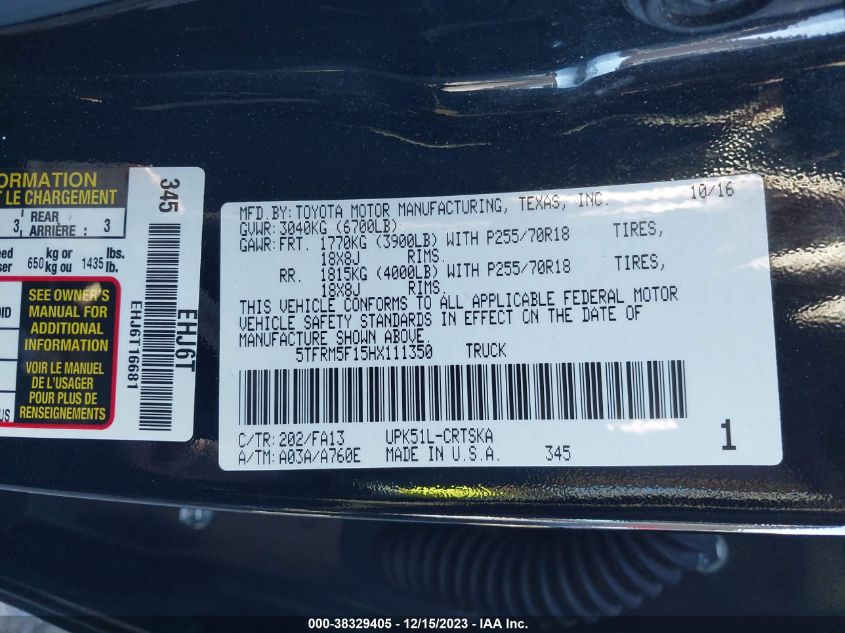 ORMATION
T LE CHARGEMENT
3, REAR
ARRIÈRE : 3
eed
ser 650 kg or
kg ou 1435 lbs.
lb.
OID
SEE OWNER'S
MANUAL FOR
ADDITIONAL
INFORMATION
VOIR LE MANUEL
DE L'USAGER
POUR PLUS DE
RENSEIGNEMENTS
US
345
EHJ6T16681
EHJ6T
MFD.BY:TOYOTA MOTOR MANUFACTURING, TEXAS, INC. 10/16
GVWR:3040KG (6700LB)
GAWR:FRT. 1770KG (3900LB) WITH P255/70R18 TIRES,
18X8J RIMS.
RR. 1815KG (4000LB) WITH P255/70R18 TIRES,
18X8J RIMS.
THIS VEHICLE CONFORMS TO ALL APPLICABLE FEDERAL MOTOR
VEHICLE SAFETY STANDARDS IN EFFECT ON THE DATE OF
MANUFACTURE SHOWN ABOVE.
5TFRM5F15HX111350 TRUCK
C/TR:202/FA13 UPK51L-CRTSKA
A/TM:A03A/A760E MADE IN U.S.A. 345 1
000-38329405 - 12/15/2023 - IAA Inc.